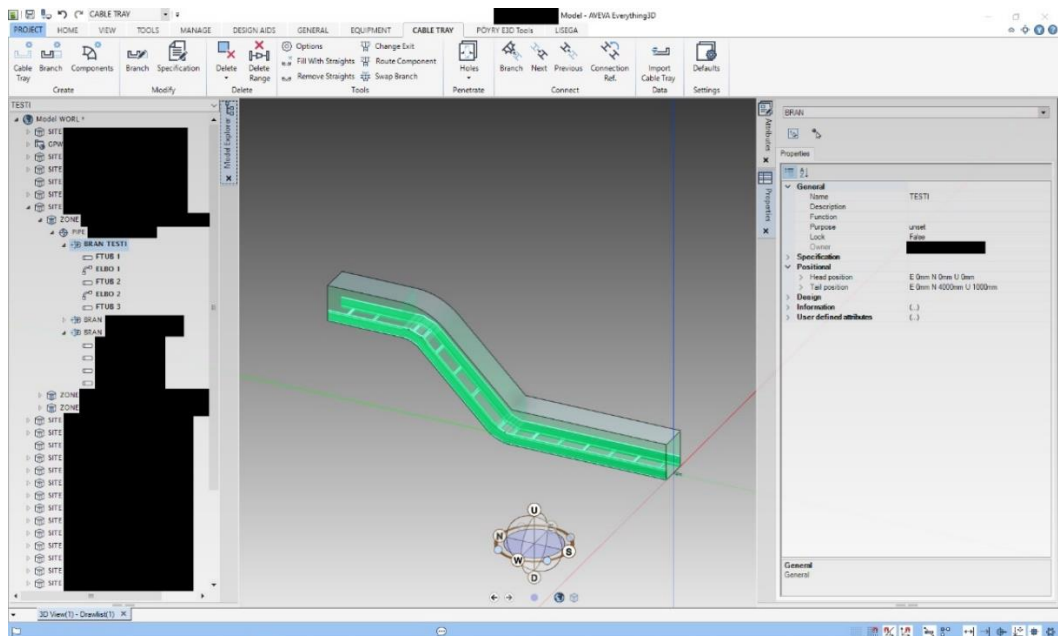 CABLE TRAY
Model - AVEVA Everything3D
PROJECT HOME VIEW TOOLS MANAGE DESIGN AIDS GENERAL EQUIPMENT CABLE TRAY POYRY E3D Tools LISEGA
Options Change Exit
Fill With Straights Route Component
Remove Straights Swap Branch
Cable Tray Branch Components Branch Specification Delete Delete Range Holes Branch Next Previous Connection Ref. Import Cable Tray Defaults
Create Modify Delete Tools Penetrate Connect Data Settings
TESTI
Model WORL *
SITE
GPW
SITE
SITE
SITE
SITE
SITE
ZONE
PIPE
BRAN TESTI
FTUB 1
ELBO 1
FTUB 2
ELBO 2
FTUB 3
BRAN
BRAN
ZONE
ZONE
SITE
SITE
SITE
SITE
SITE
SITE
SITE
SITE
SITE
SITE
SITE
SITE
SITE
Model Explorer
U
N
S
W
D
Attributes
Properties
BRAN
Properties
General
Name TESTI
Description
Function
Purpose unset
Lock False
Owner
Specification
Positional
Head position E 0mm N 0mm U 0mm
Tail position E 0mm N 4000mm U 1000mm
Design
Information (...)
User defined attributes (...)
General
General
3D View(1) - Drawlist(1)